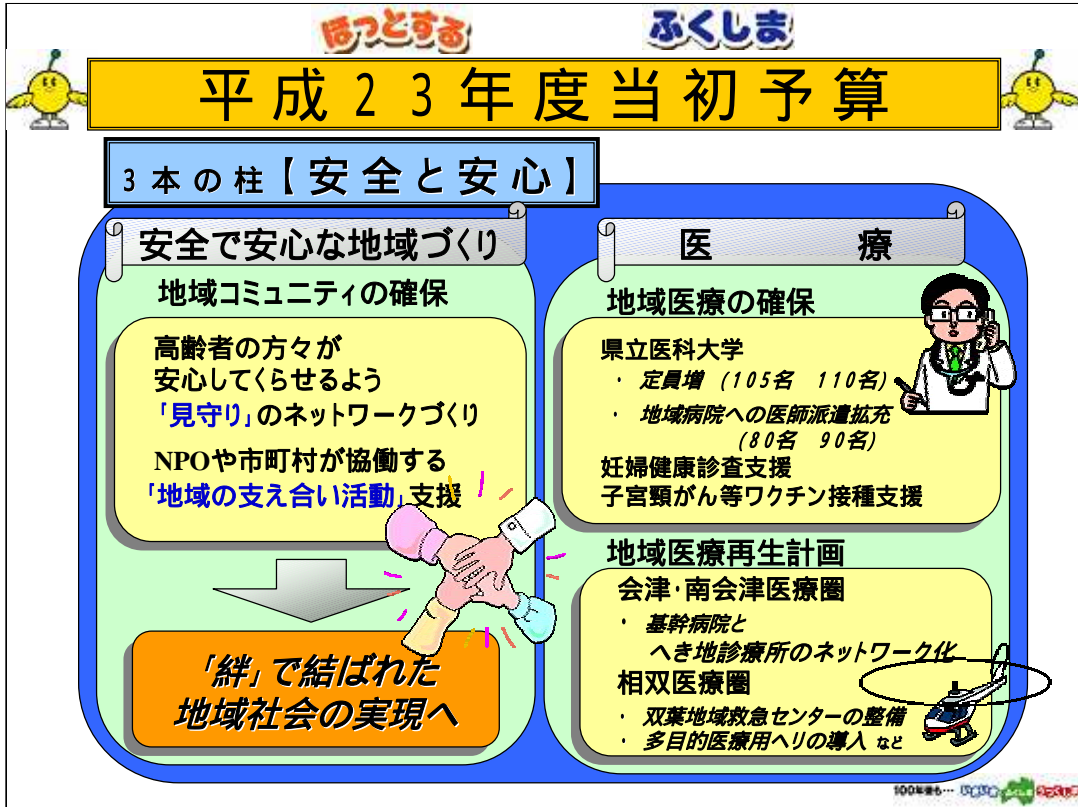 ほっとする ふくしま
平成23年度当初予算
3本の柱【安全と安心】
安全で安心な地域づくり
地域コミュニティの確保
高齢者の方々が
安心してくらせるよう
「見守り」のネットワークづくり
NPOや市町村が協働する
「地域の支え合い活動」支援
「絆」で結ばれた
地域社会の実現へ
医療
地域医療の確保
県立医科大学
・ 定員増 (105名 110名)
・ 地域病院への医師派遣拡充
(80名 90名)
妊婦健康診査支援
子宮頸がん等ワクチン接種支援
地域医療再生計画
会津・南会津医療圏
・ 基幹病院と
へき地診療所のネットワーク化
相双医療圏
・ 双葉地域救急センターの整備
・ 多目的医療用ヘリの導入 など
100年後も…